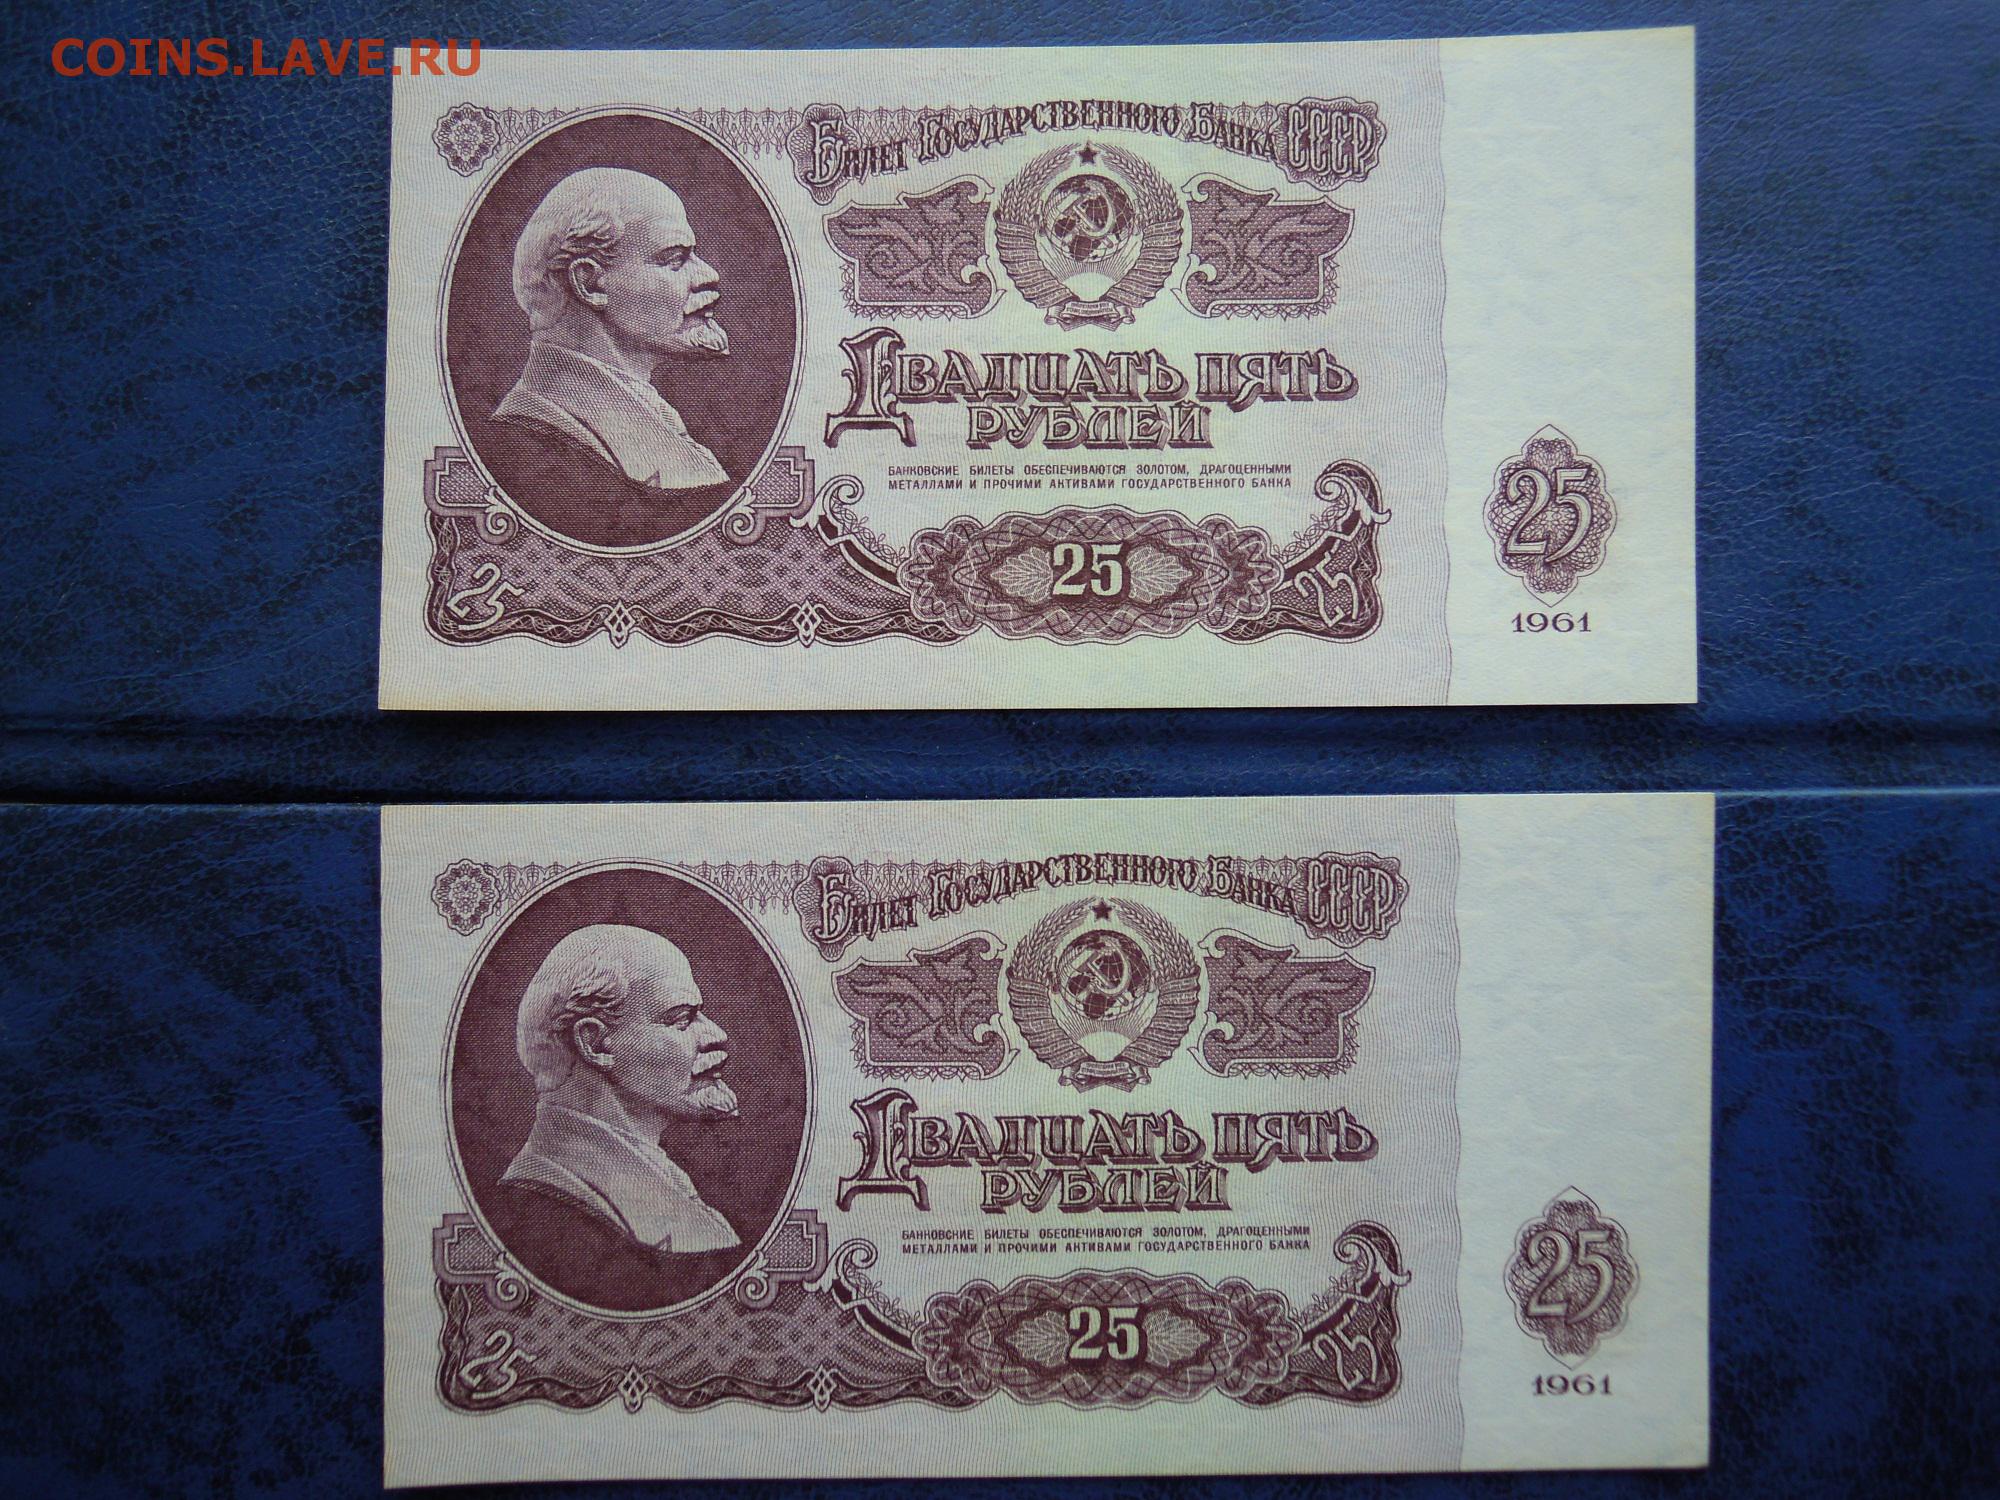 COINS.LAVE.RU
Билет Государственного Банка СССР
Двадцать пять
рублей
БАНКОВСКИЕ БИЛЕТЫ ОБЕСПЕЧИВАЮТСЯ ЗОЛОТОМ, ДРАГОЦЕННЫМИ
МЕТАЛЛАМИ И ПРОЧИМИ АКТИВАМИ ГОСУДАРСТВЕННОГО БАНКА
25
25
25
25
1961
Билет Государственного Банка СССР
Двадцать пять
рублей
БАНКОВСКИЕ БИЛЕТЫ ОБЕСПЕЧИВАЮТСЯ ЗОЛОТОМ, ДРАГОЦЕННЫМИ
МЕТАЛЛАМИ И ПРОЧИМИ АКТИВАМИ ГОСУДАРСТВЕННОГО БАНКА
25
25
25
25
1961